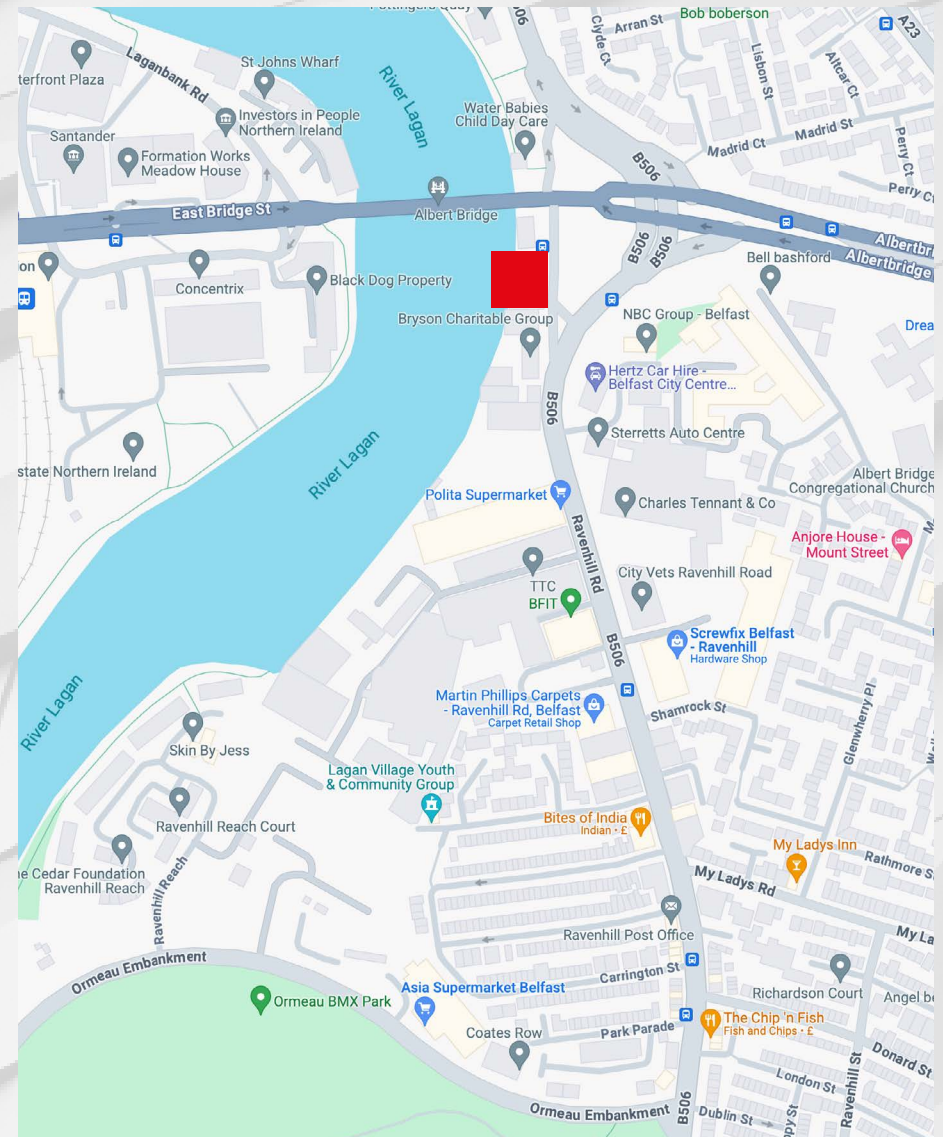 Pottingers Quay
B506
Clyde Ct
Arran St
Bob boberson
A23
Lisbon St
Altcar Ct
terfront Plaza
Laganbank Rd
St Johns Wharf
River Lagan
Investors in People
Northern Ireland
Water Babies
Child Day Care
Santander
Formation Works
Meadow House
Madrid St
Madrid Ct
Perry Ct
B506
Perry Ct
East Bridge St
Albert Bridge
B506
B506
Albertbri
Albertbridge
Bell bashford
on
Concentrix
Black Dog Property
Bryson Charitable Group
NBC Group - Belfast
Drea
Hertz Car Hire -
Belfast City Centre...
B506
Sterretts Auto Centre
River Lagan
state Northern Ireland
Albert Bridge
Congregational Church
Polita Supermarket
Charles Tennant & Co
Ravenhill Rd
M
Anjore House -
Mount Street
TTC
BFIT
City Vets Ravenhill Road
Screwfix Belfast
- Ravenhill
Hardware Shop
B506
River Lagan
Martin Phillips Carpets
- Ravenhill Rd, Belfast
Carpet Retail Shop
Shamrock St
Glenwherry Pl
Skin By Jess
Lagan Village Youth
& Community Group
Ravenhill Reach Court
Bites of India
Indian · £
My Ladys Inn
Rathmore S
e Cedar Foundation
Ravenhill Reach
Ravenhill Reach
My Ladys Rd
My La
Ravenhill Post Office
Ormeau Embankment
Carrington St
Asia Supermarket Belfast
Richardson Court
Angel be
Ormeau BMX Park
The Chip 'n Fish
Fish and Chips · £
Coates Row
Park Parade
Donard St
London St
Ravenhill St
Ormeau Embankment
B506
Dublin St
py St